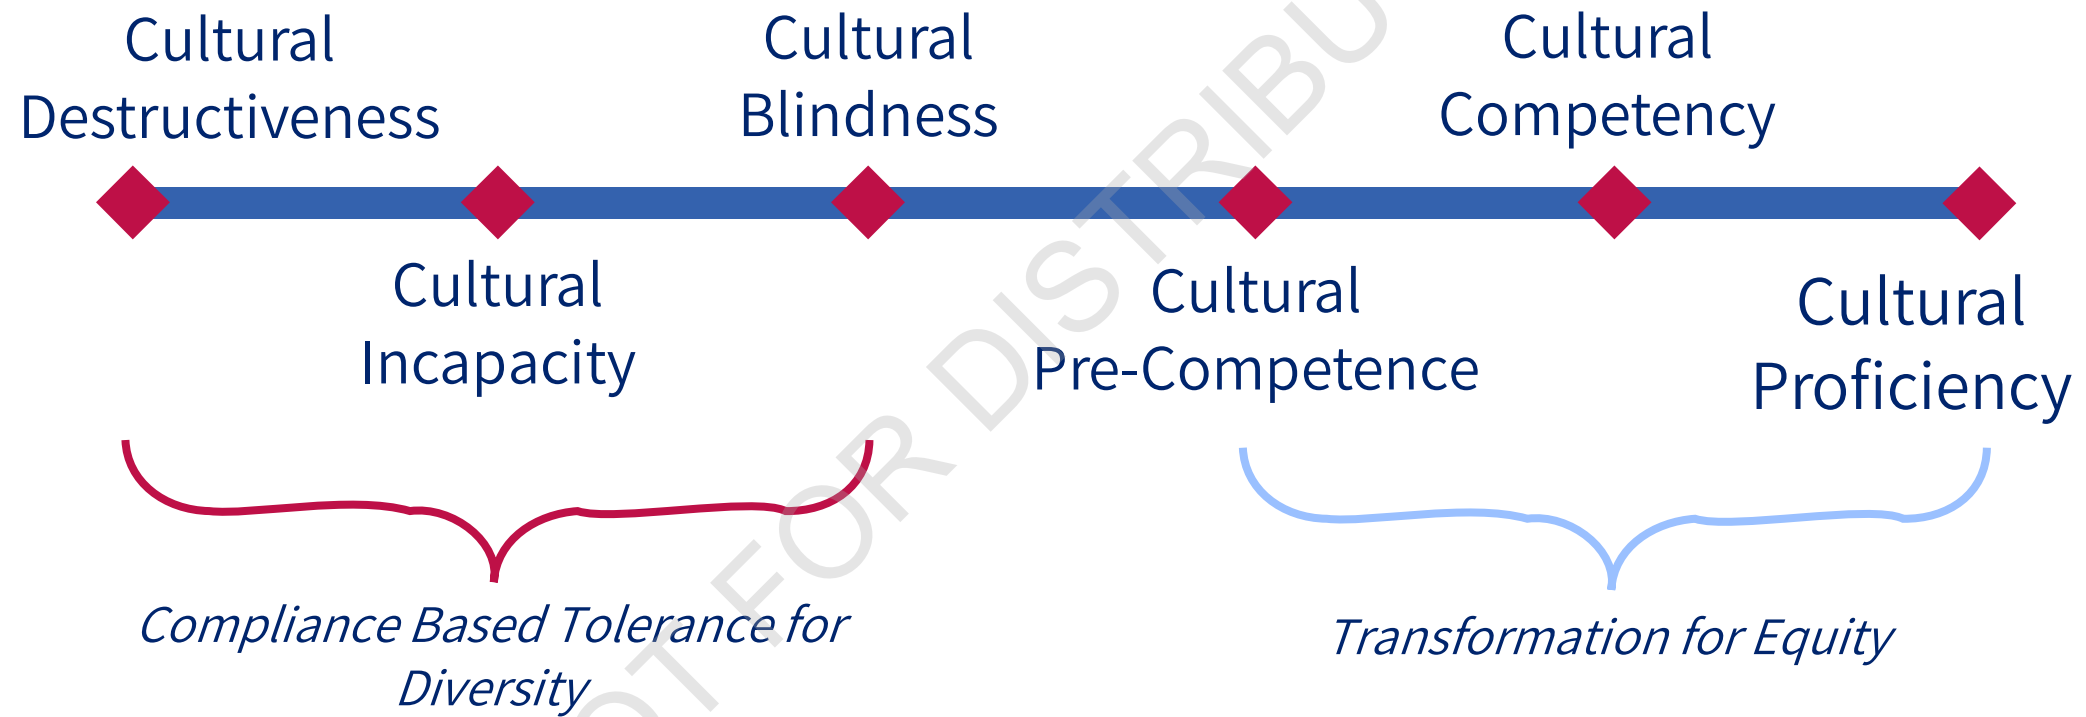 Cultural
Destructiveness
Cultural
Blindness
Cultural
Competency
Cultural
Incapacity
Cultural
Pre-Competence
Cultural
Proficiency
Compliance Based Tolerance for
Diversity
Transformation for Equity
FOR